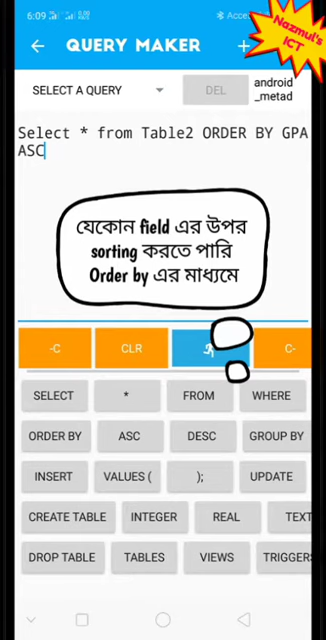 6:09
Nazmul's
ICT
QUERY MAKER
+
SELECT A QUERY
DEL
android
_metad
Select * from Table2 ORDER BY GPA
ASC
যেকোন field এর উপর
sorting করতে পারি
Order by এর মাধ্যমে
-C CLR C-
SELECT * FROM WHERE
ORDER BY ASC DESC GROUP BY
INSERT VALUES ( ); UPDATE
CREATE TABLE INTEGER REAL TEXT
DROP TABLE TABLES VIEWS TRIGGERS